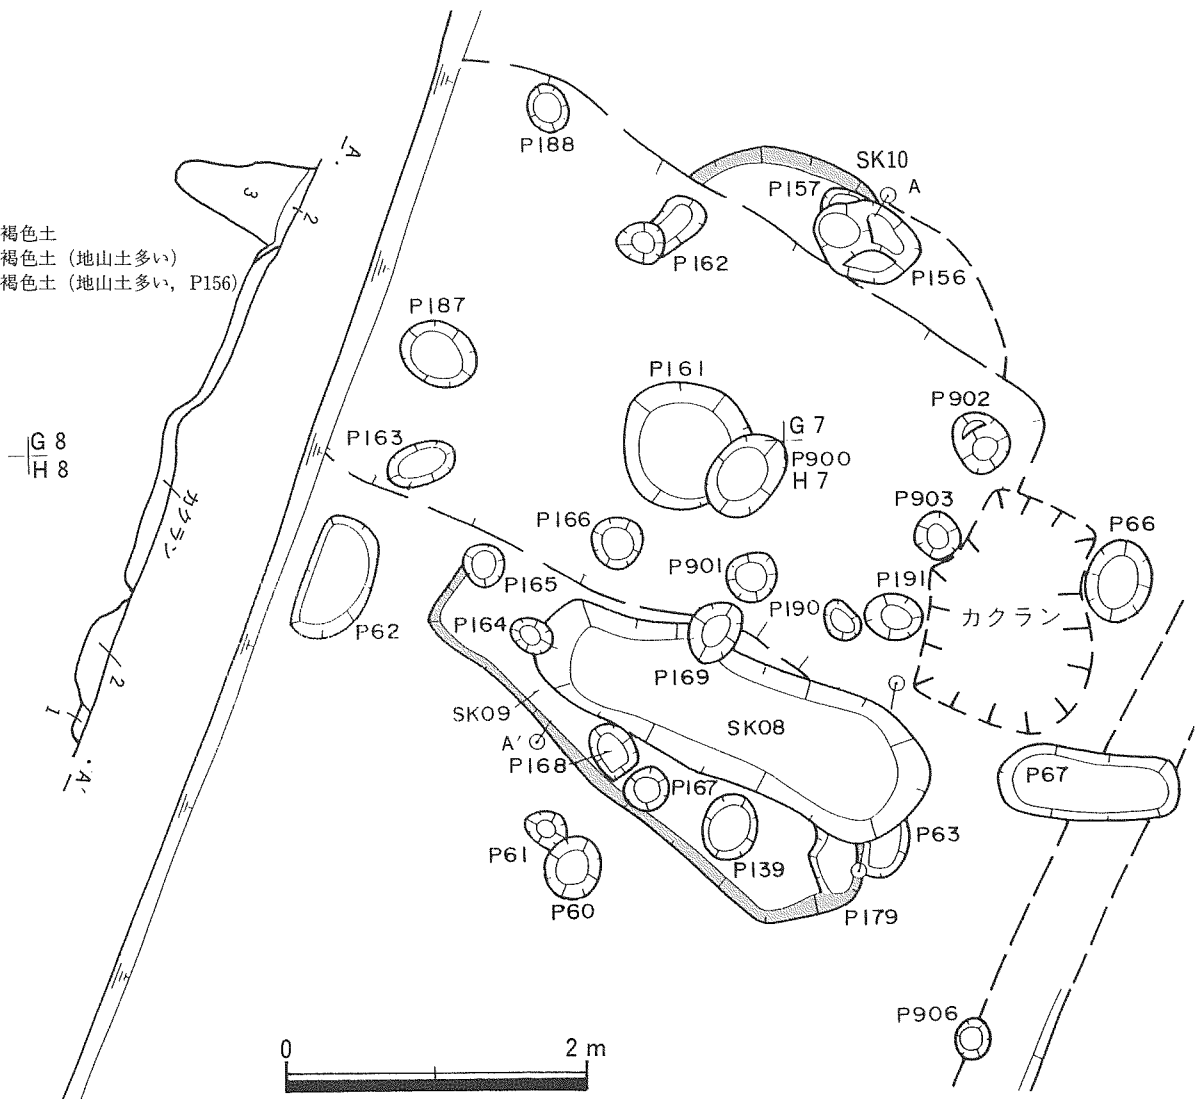 褐色土
褐色土（地山土多い）
褐色土（地山土多い，P156）
A
3
2
カクラン
2
1
A'
G 8
H 8
P188
SK10
P157
A
P162
P156
P187
P161
P902
G 7
P163
P900
H 7
P903
P166
P66
P901
P165
P190
P191
カクラン
P164
P62
P169
SK09
SK08
A'
P168
P67
P167
P61
P63
P139
P60
P179
P906
0
2 m